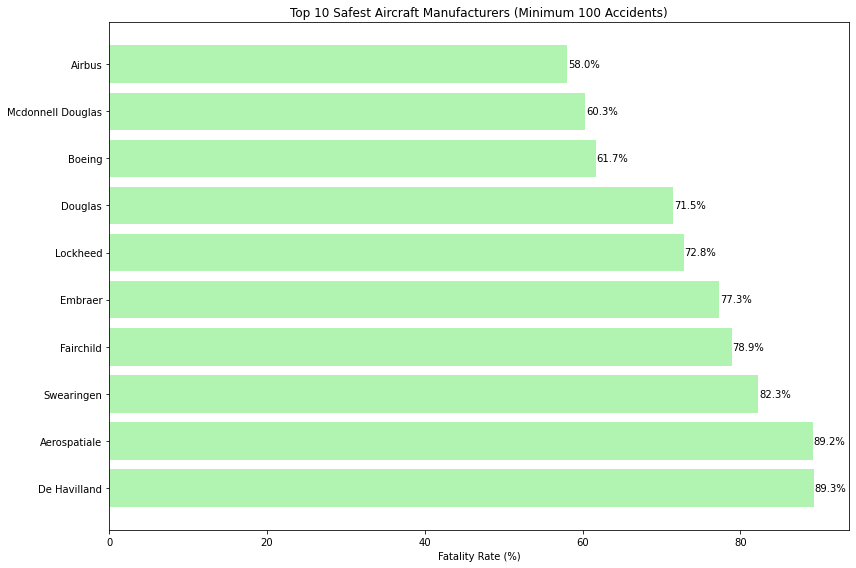 Top 10 Safest Aircraft Manufacturers (Minimum 100 Accidents)
Airbus 58.0%
Mcdonnell Douglas 60.3%
Boeing 61.7%
Douglas 71.5%
Lockheed 72.8%
Embraer 77.3%
Fairchild 78.9%
Swearingen 82.3%
Aerospatiale 89.2%
De Havilland 89.3%
0 20 40 60 80
Fatality Rate (%)